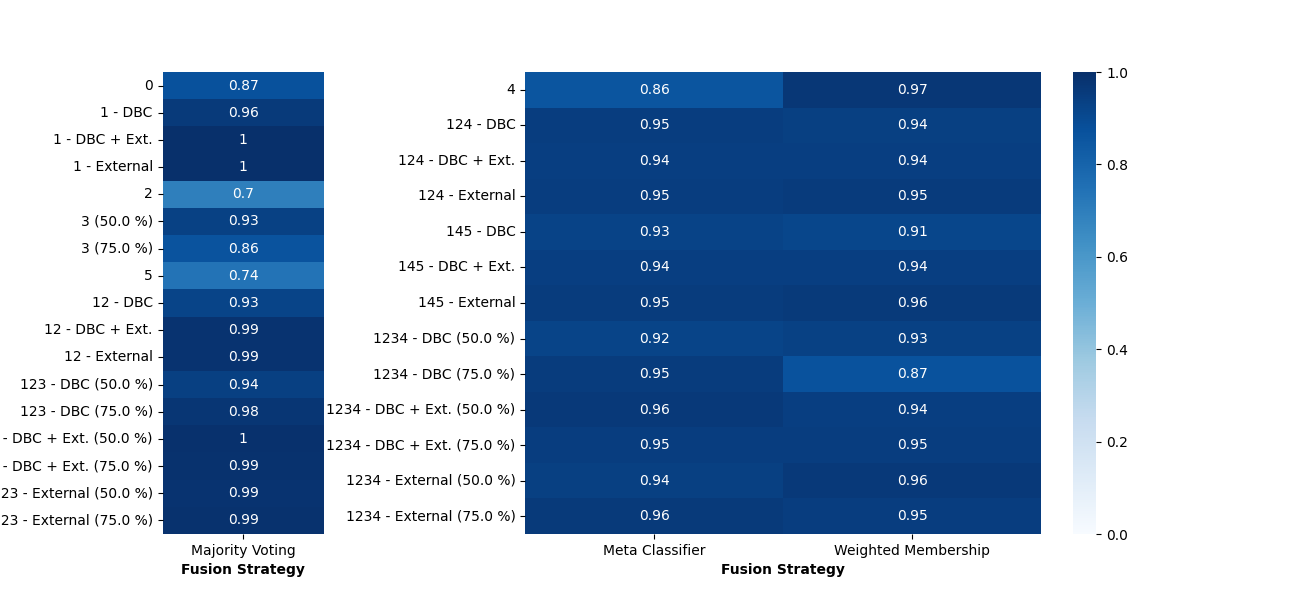 0 0.87
1 - DBC 0.96
1 - DBC + Ext. 1
1 - External 1
2 0.7
3 (50.0 %) 0.93
3 (75.0 %) 0.86
5 0.74
12 - DBC 0.93
12 - DBC + Ext. 0.99
12 - External 0.99
123 - DBC (50.0 %) 0.94
123 - DBC (75.0 %) 0.98
- DBC + Ext. (50.0 %) 1
- DBC + Ext. (75.0 %) 0.99
23 - External (50.0 %) 0.99
23 - External (75.0 %) 0.99
Majority Voting
Fusion Strategy
4 0.86 0.97
124 - DBC 0.95 0.94
124 - DBC + Ext. 0.94 0.94
124 - External 0.95 0.95
145 - DBC 0.93 0.91
145 - DBC + Ext. 0.94 0.94
145 - External 0.95 0.96
1234 - DBC (50.0 %) 0.92 0.93
1234 - DBC (75.0 %) 0.95 0.87
1234 - DBC + Ext. (50.0 %) 0.96 0.94
1234 - DBC + Ext. (75.0 %) 0.95 0.95
1234 - External (50.0 %) 0.94 0.96
1234 - External (75.0 %) 0.96 0.95
Meta Classifier Weighted Membership
Fusion Strategy
1.0
0.8
0.6
0.4
0.2
0.0